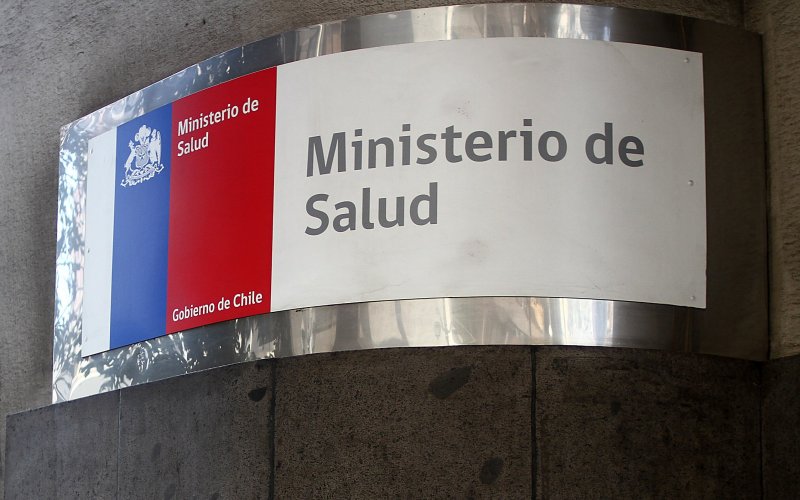 Ministerio de
Salud
Gobierno de Chile
Ministerio de
Salud